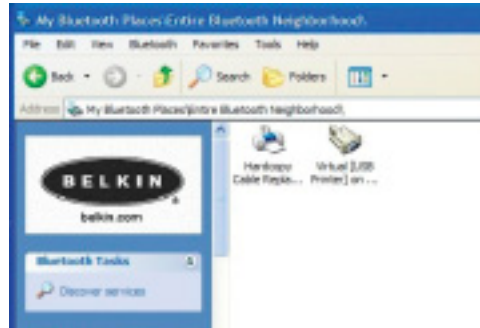 My Bluetooth Places\Entire Bluetooth Neighborhood\
File Edit View Bluetooth Favorites Tools Help
Back Search Folders
Address My Bluetooth Places\Entire Bluetooth Neighborhood\
BELKIN
belkin.com
Hardcopy
Cable Repla...
Virtual [USB
Printer] on ...
Bluetooth Tasks
Discover services